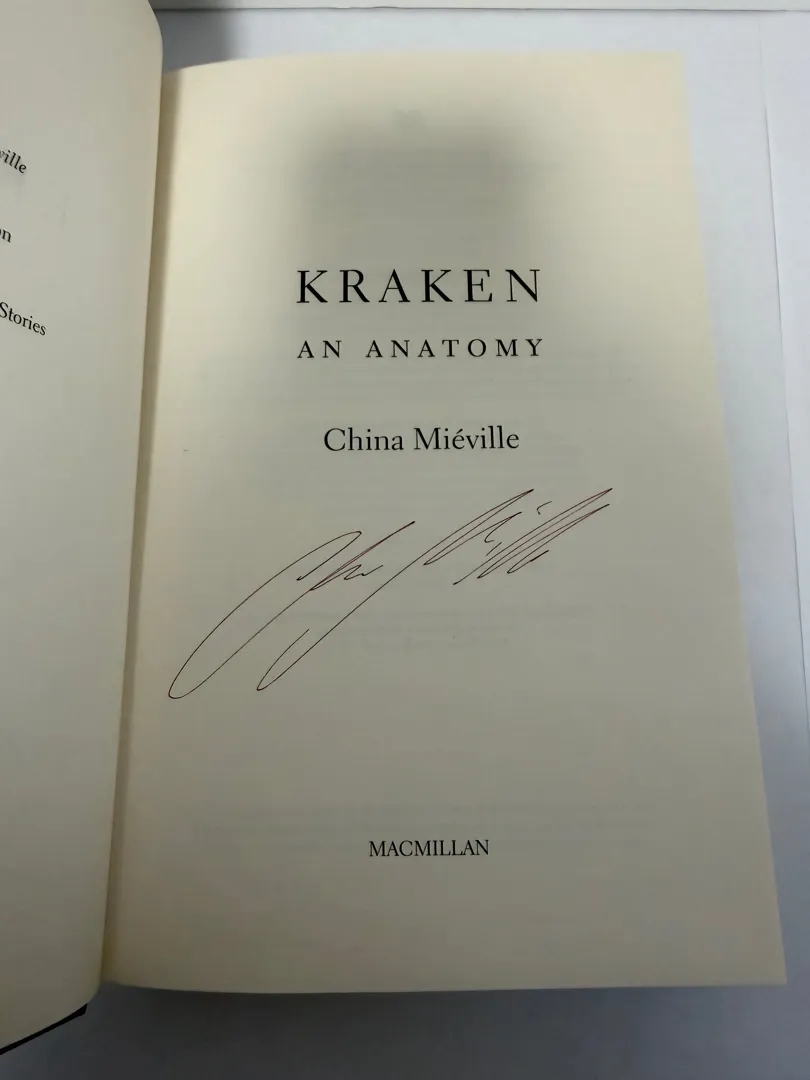 ville
on
Stories
KRAKEN
AN ANATOMY
China Miéville
MACMILLAN